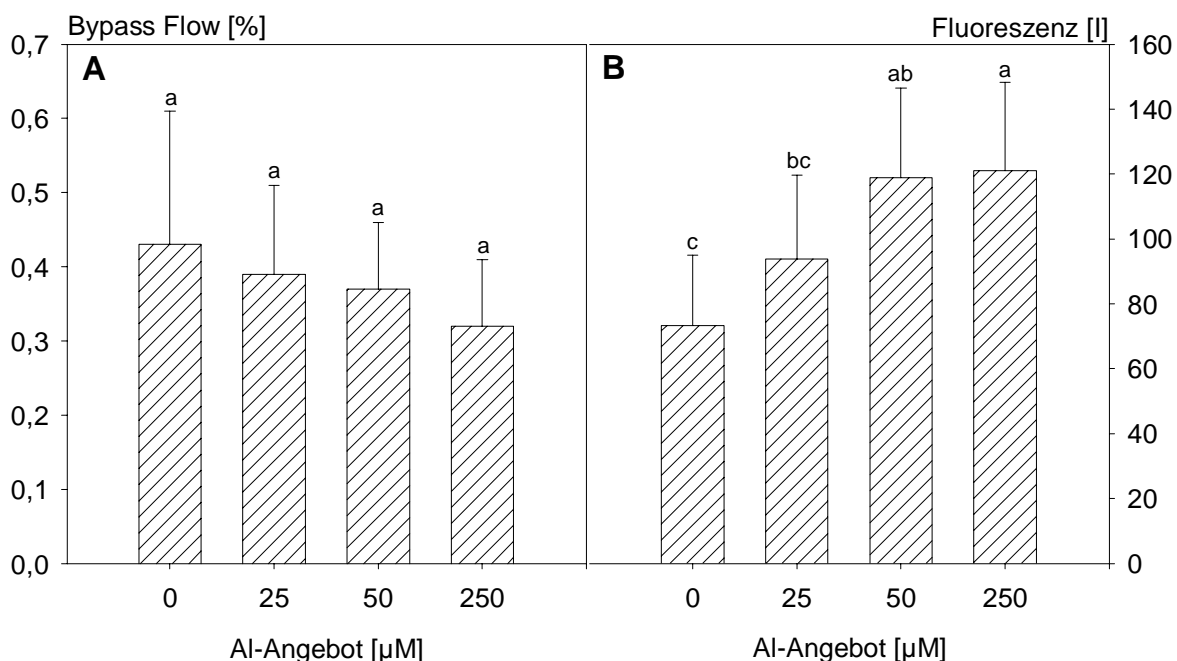 Bypass Flow [%]
Fluoreszenz [I]
A
B
0,7
0,6
0,5
0,4
0,3
0,2
0,1
0,0
a
a
a
a
c
bc
ab
a
160
140
120
100
80
60
40
20
0
0 25 50 250
0 25 50 250
Al-Angebot [µM]
Al-Angebot [µM]